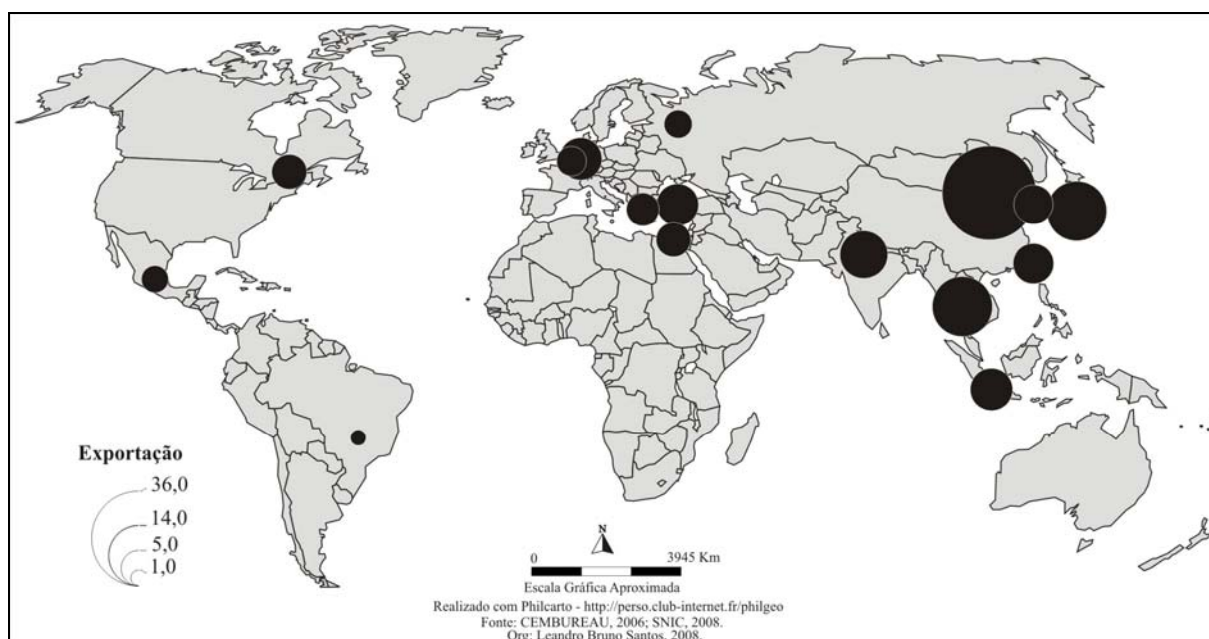 Exportação
36,0
14,0
5,0
1,0
N
0 3945 Km
Escala Gráfica Aproximada
Realizado com Philcarto - http://perso.club-internet.fr/philgeo
Fonte: CEMBUREAU, 2006; SNIC, 2008.
Org: Leandro Bruno Santos, 2008.